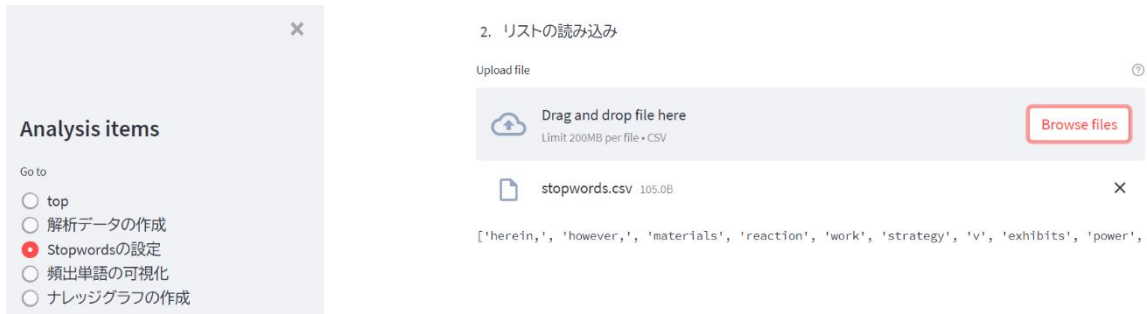 ×
Analysis items
Go to
top
解析データの作成
Stopwordsの設定
頻出単語の可視化
ナレッジグラフの作成
2. リストの読み込み
Upload file
?
Drag and drop file here
Limit 200MB per file • CSV
Browse files
stopwords.csv 105.0B
×
['herein,', 'however,', 'materials', 'reaction', 'work', 'strategy', 'v', 'exhibits', 'power',